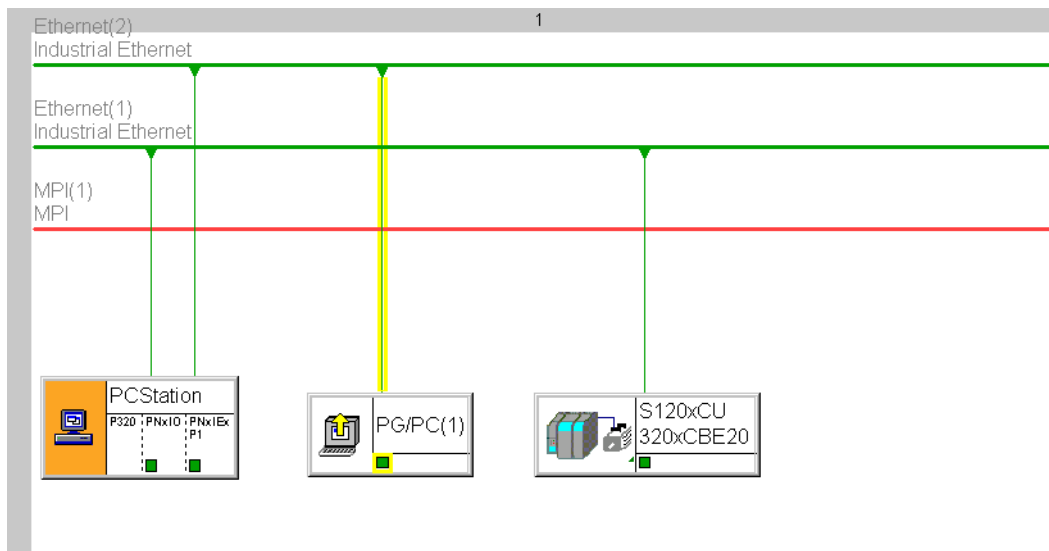 1
Ethernet(2)
Industrial Ethernet
Ethernet(1)
Industrial Ethernet
MPI(1)
MPI
PCStation
P320 PNxIO PNxIEx
P1
PG/PC(1)
S120xCU
320xCBE20